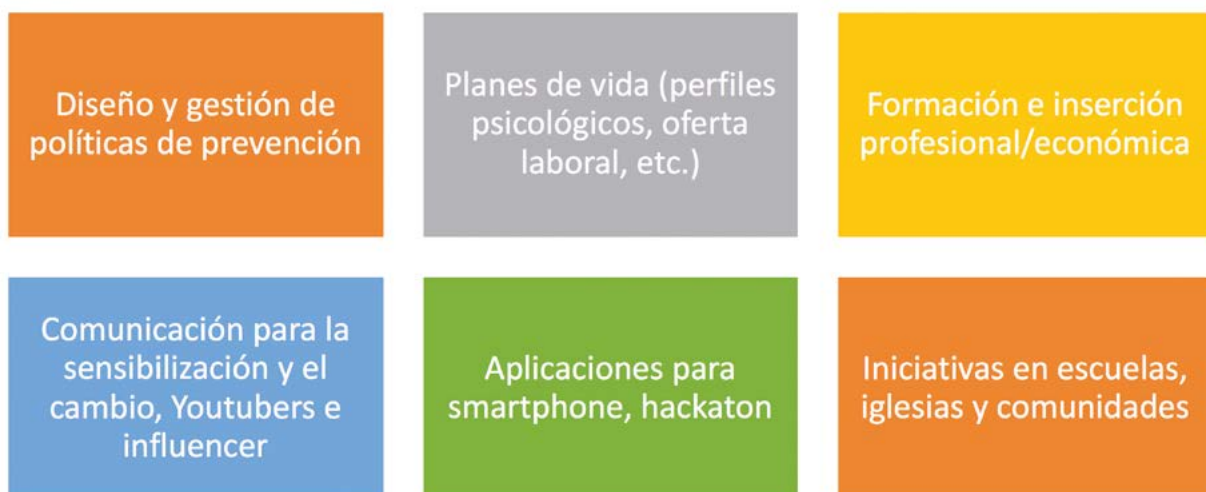 Diseño y gestión de
políticas de prevención
Planes de vida (perfiles
psicológicos, oferta
laboral, etc.)
Formación e inserción
profesional/económica
Comunicación para la
sensibilización y el
cambio, Youtubers e
influencer
Aplicaciones para
smartphone, hackaton
Iniciativas en escuelas,
iglesias y comunidades